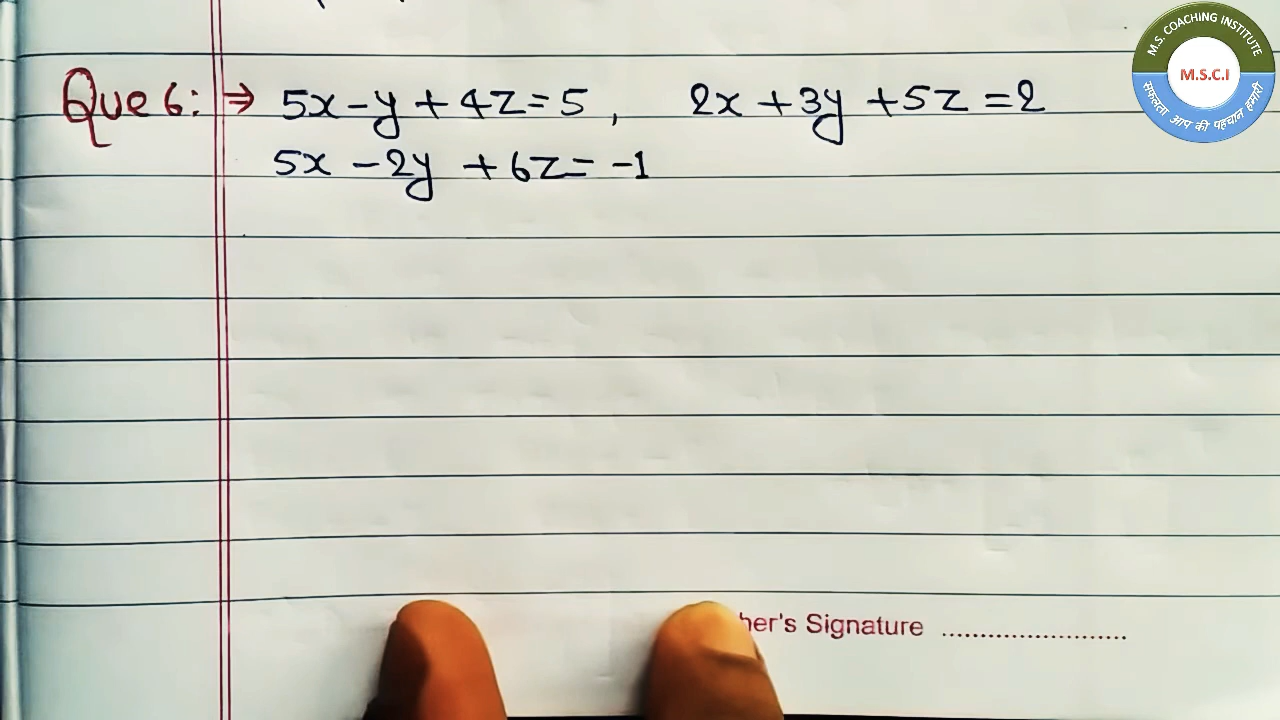 M.S. COACHING INSTITUTE
M.S.C.I
सफलता आप की पहचान हमारी
Que 6: ⇒ 5x - y + 4z = 5 , 2x + 3y + 5z = 2
5x - 2y + 6z = -1
her's Signature ........................